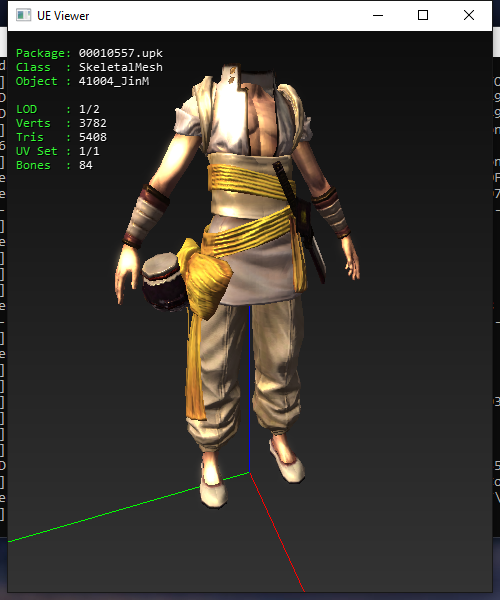 UE Viewer
Package: 00010557.upk
Class : SkeletalMesh
Object : 41004_JinM
LOD : 1/2
Verts : 3782
Tris : 5408
UV Set : 1/1
Bones : 84